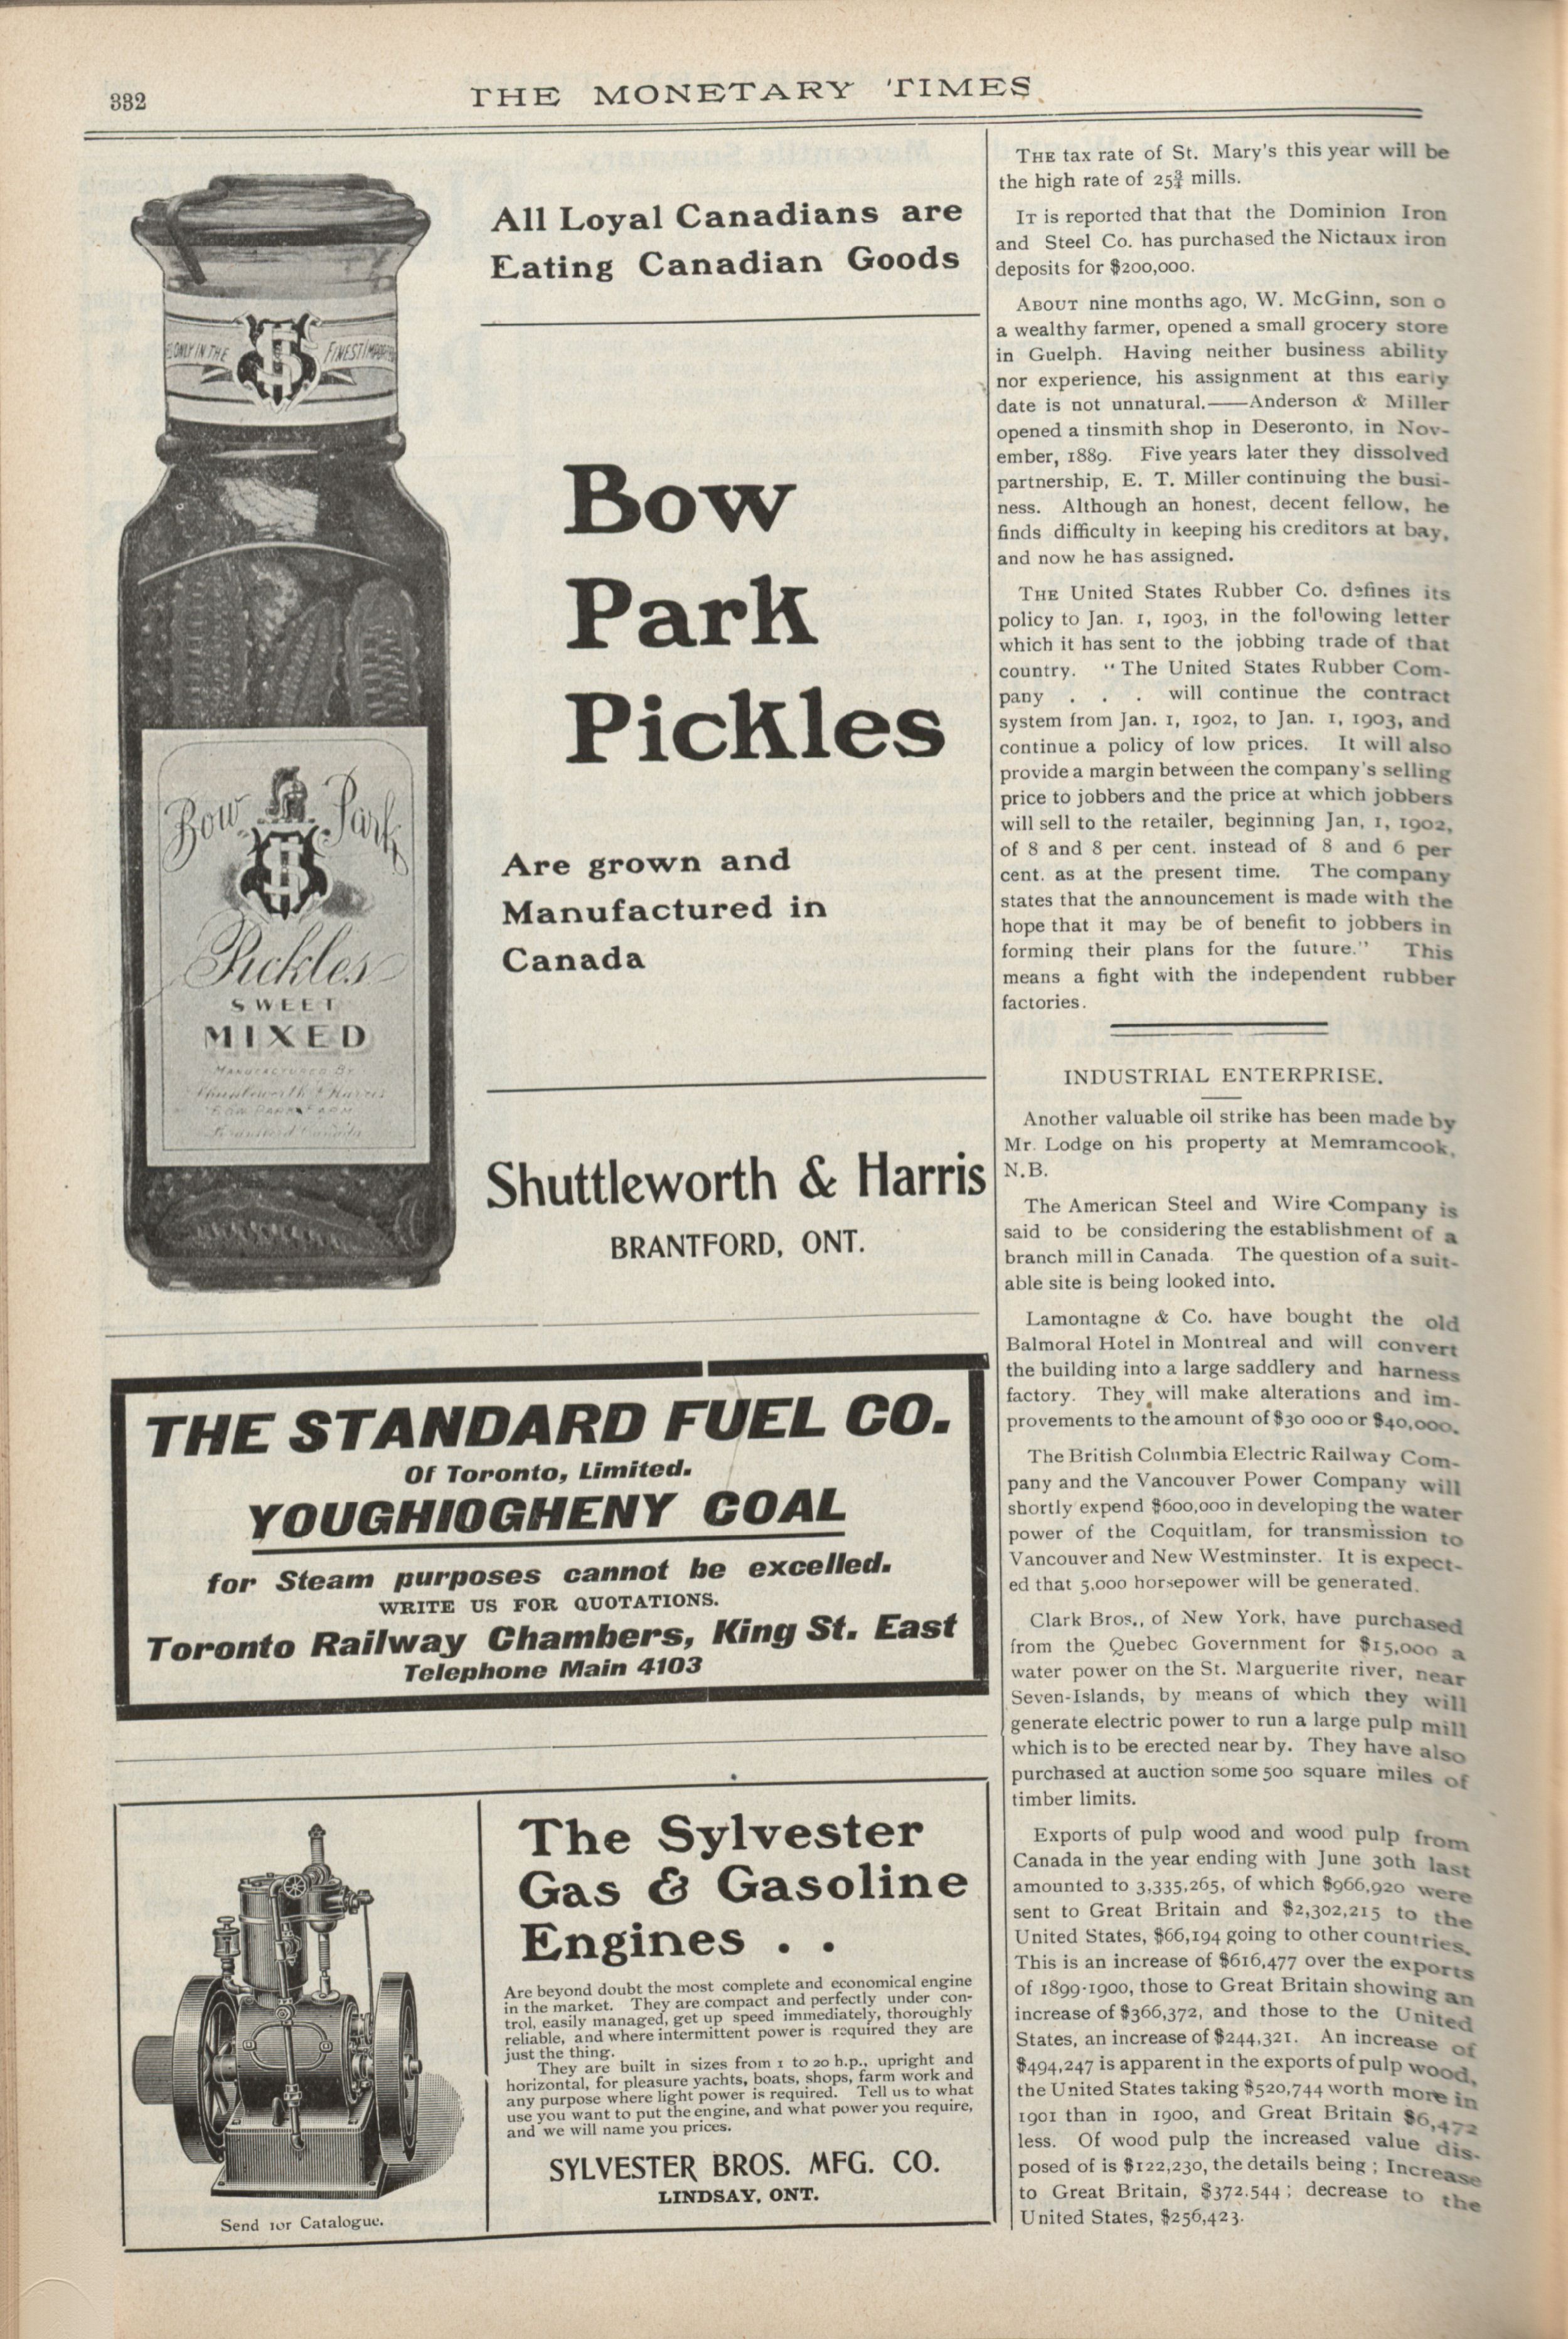 332
THE MONETARY TIMES
ONLY IN THE
FINEST
Bow Park
Pickles
SWEET
MIXED
MANUFACTURED BY
Shuttleworth & Harris
BOW PARK FARM
Brantford Canada
All Loyal Canadians are
Eating Canadian Goods
Bow
Park
Pickles
Are grown and
Manufactured in
Canada
Shuttleworth & Harris
BRANTFORD, ONT.
THE STANDARD FUEL CO.
Of Toronto, Limited.
YOUGHIOGHENY COAL
for Steam purposes cannot be excelled.
WRITE US FOR QUOTATIONS.
Toronto Railway Chambers, King St. East
Telephone Main 4103
Send for Catalogue.
The Sylvester
Gas & Gasoline
Engines . .
Are beyond doubt the most complete and economical engine
in the market. They are compact and perfectly under con-
trol, easily managed, get up speed immediately, thoroughly
reliable, and where intermittent power is required they are
just the thing.
They are built in sizes from 1 to 20 h.p., upright and
horizontal, for pleasure yachts, boats, shops, farm work and
any purpose where light power is required. Tell us to what
use you want to put the engine, and what power you require,
and we will name you prices.
SYLVESTER BROS. MFG. CO.
LINDSAY, ONT.
THE tax rate of St. Mary's this year will be
the high rate of 25¾ mills.
IT is reported that that the Dominion Iron
and Steel Co. has purchased the Nictaux iron
deposits for $200,000.
ABOUT nine months ago, W. McGinn, son o
a wealthy farmer, opened a small grocery store
in Guelph. Having neither business ability
nor experience, his assignment at this early
date is not unnatural.——Anderson & Miller
opened a tinsmith shop in Deseronto, in Nov-
ember, 1889. Five years later they dissolved
partnership, E. T. Miller continuing the busi-
ness. Although an honest, decent fellow, he
finds difficulty in keeping his creditors at bay,
and now he has assigned.
THE United States Rubber Co. defines its
policy to Jan. 1, 1903, in the following letter
which it has sent to the jobbing trade of that
country. "The United States Rubber Com-
pany . . . will continue the contract
system from Jan. 1, 1902, to Jan. 1, 1903, and
continue a policy of low prices. It will also
provide a margin between the company's selling
price to jobbers and the price at which jobbers
will sell to the retailer, beginning Jan, 1, 1902,
of 8 and 8 per cent. instead of 8 and 6 per
cent. as at the present time. The company
states that the announcement is made with the
hope that it may be of benefit to jobbers in
forming their plans for the future." This
means a fight with the independent rubber
factories.
INDUSTRIAL ENTERPRISE.
Another valuable oil strike has been made by
Mr. Lodge on his property at Memramcook,
N.B.
The American Steel and Wire Company is
said to be considering the establishment of a
branch mill in Canada. The question of a suit-
able site is being looked into.
Lamontagne & Co. have bought the old
Balmoral Hotel in Montreal and will convert
the building into a large saddlery and harness
factory. They will make alterations and im-
provements to the amount of $30 000 or $40,000.
The British Colnmbia Electric Railway Com-
pany and the Vancouver Power Company will
shortly expend $600,000 in developing the water
power of the Coquitlam, for transmission to
Vancouver and New Westminster. It is expect-
ed that 5,000 horsepower will be generated.
Clark Bros., of New York, have purchased
from the Quebec Government for $15,000 a
water power on the St. Marguerite river, near
Seven-Islands, by means of which they will
generate electric power to run a large pulp mill
which is to be erected near by. They have also
purchased at auction some 500 square miles of
timber limits.
Exports of pulp wood and wood pulp from
Canada in the year ending with June 30th last
amounted to 3,335,265, of which $966,920 were
sent to Great Britain and $2,302,215 to the
United States, $66,194 going to other countries.
This is an increase of $616,477 over the exports
of 1899-1900, those to Great Britain showing an
increase of $366,372, and those to the United
States, an increase of $244,321. An increase of
$494,247 is apparent in the exports of pulp wood,
the United States taking $520,744 worth more in
1901 than in 1900, and Great Britain $6,472
less. Of wood pulp the increased value dis-
posed of is $122,230, the details being ; Increase
to Great Britain, $372.544 ; decrease to the
United States, $256,423.